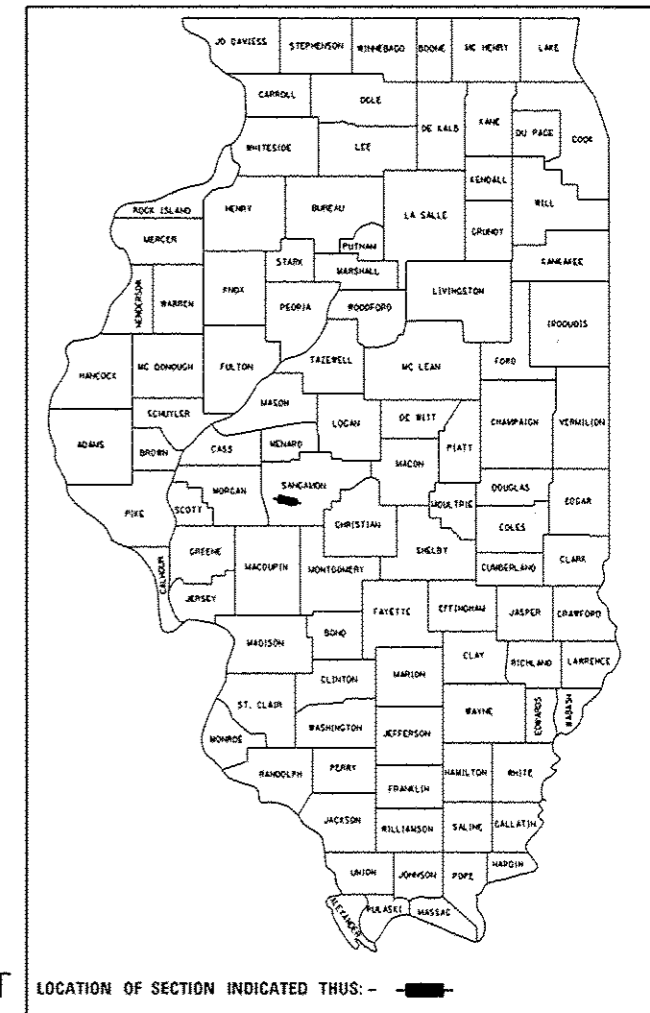 JO DAVIESS STEPHENSON WINNEBAGO BOONE MC HENRY LAKE
CARROLL OGLE
DE KALB KANE DU PAGE COOK
WHITESIDE LEE
KENDALL
ROCK ISLAND HENRY BUREAU LA SALLE GRUNDY WILL
MERCER
PUTNAM
STARK MARSHALL KANKAKEE
HENDERSON WARREN KNOX PEORIA WOODFORD LIVINGSTON IROQUOIS
HANCOCK MC DONOUGH FULTON TAZEWELL MC LEAN FORD
MASON
SCHUYLER LOGAN DE WITT CHAMPAIGN VERMILION
ADAMS BROWN CASS MENARD MACON PIATT
PIKE SCOTT MORGAN SANGAMON CHRISTIAN MOULTRIE DOUGLAS EDGAR
COLES
GREENE MACOUPIN MONTGOMERY SHELBY CUMBERLAND CLARK
CALHOUN JERSEY
FAYETTE EFFINGHAM JASPER CRAWFORD
MADISON BOND
CLAY RICHLAND LAWRENCE
CLINTON MARION
ST. CLAIR WAYNE EDWARDS WABASH
WASHINGTON JEFFERSON
MONROE
RANDOLPH PERRY HAMILTON WHITE
FRANKLIN
JACKSON WILLIAMSON SALINE GALLATIN
UNION JOHNSON POPE HARDIN
ALEXANDER PULASKI MASSAC
T LOCATION OF SECTION INDICATED THUS: -